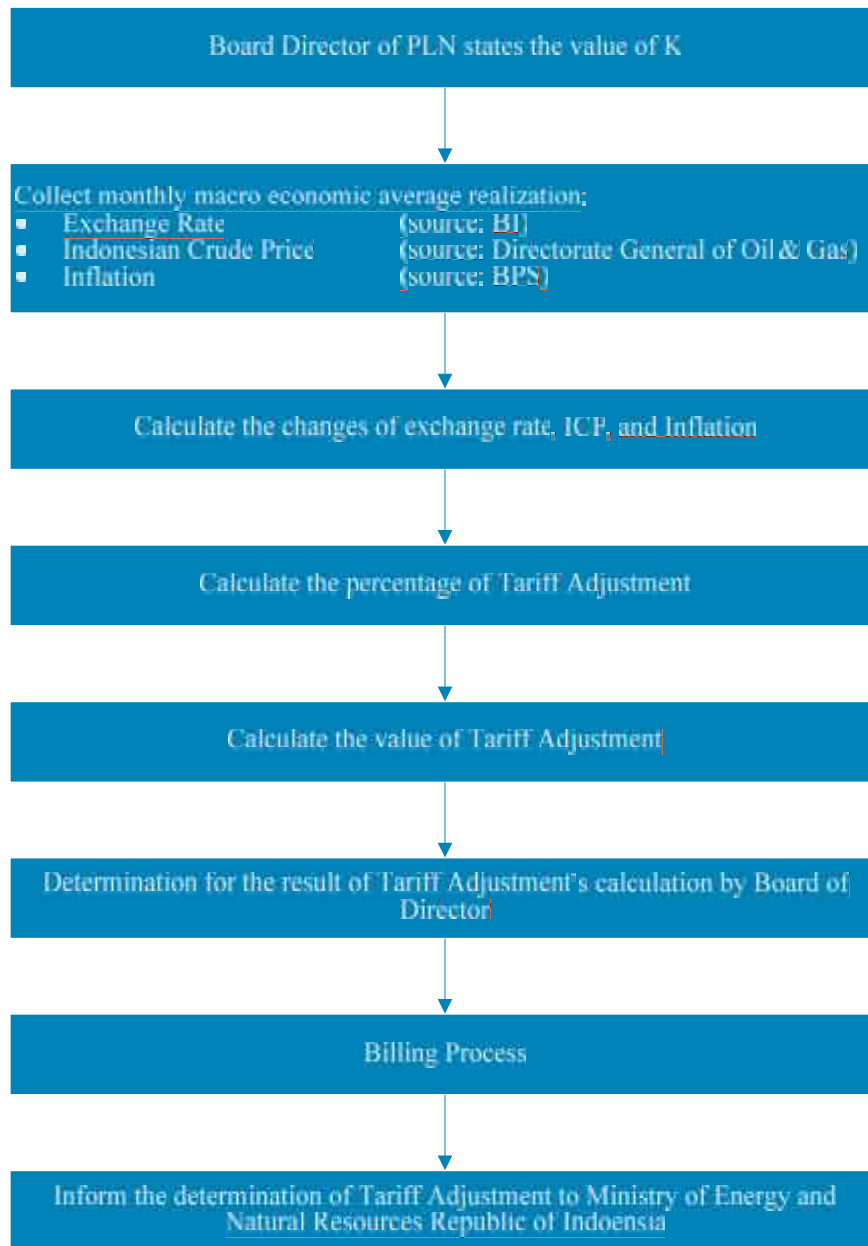 Board Director of PLN states the value of K
Collect monthly macro economic average realization:
▪ Exchange Rate (source: BI)
▪ Indonesian Crude Price (source: Directorate General of Oil & Gas)
▪ Inflation (source: BPS)
Calculate the changes of exchange rate, ICP, and Inflation
Calculate the percentage of Tariff Adjustment
Calculate the value of Tariff Adjustment
Determination for the result of Tariff Adjustment's calculation by Board of
Director
Billing Process
Inform the determination of Tariff Adjustment to Ministry of Energy and
Natural Resources Republic of Indoensia